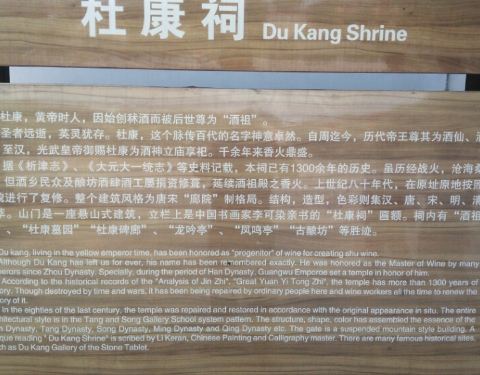 杜康祠 Du Kang Shrine
杜康，黄帝时人，因始创秫酒而被后世尊为“酒祖”。
圣者远逝，英灵犹存。杜康，这个脉传百代的名字神意卓然。自周迄今，历代帝王尊其为酒仙、酒
至汉，光武皇帝御赐杜康为酒神立庙享祀。千余年来香火鼎盛。
据《析津志》、《大元大一统志》等史料记载，本祠已有1300余年的历史。虽历经战火，沧海桑
但酒乡民众及酿坊酒肆酒工屡捐资修葺，延续酒祖殿之香火。上世纪八十年代，在原址原地按原
貌进行了修复。整个建筑风格为唐宋“廊院”制格局。结构，造型，色彩则集汉、唐、宋、明、清
萃。山门是一座悬山式建筑，立栏上是中国书画家李可染亲书的“杜康祠”匾额。祠内有“酒祖
、“杜康墓园”“杜康碑廊”、“龙吟亭”、“凤鸣亭”“古酿坊”等胜迹。
Du kang, living in the yellow emperor time, has been honored as "progenitor" of wine for creating shu wine.
Although Du Kang has left us for ever, his name has been remembered exactly. He was honored as the Master of Wine by many
perors since Zhou Dynasty. Specially, during the period of Han Dynasty, Guangwu Emperoe set a temple in honor of him.
According to the historical records of the "Analysis of Jin Zhi", "Great Yuan Yi Tong Zhi", the temple has more than 1300 years of
ory. Though destroyed by time and wars, it has been being repaired by ordinary people here and wine workers all the time to renew the
ory of it.
In the eighties of the last century, the temple was repaired and restored in accordance with the original appearance in situ. The entire
hitectural style is in the Tang and Song Gallery School system pattern. The structure, shape, color has assembled the essence of the
n Dynasty, Tang Dynasty, Song Dynasty, Ming Dynasty and Qing Dynasty etc. The gate is a suspended mountain style building. A
que reading " Du Kang Shrine" is scribed by Li Keran, Chinese Painting and Calligraphy master. There are many famous historical sites
ch as Du Kang Gallery of the Stone Tablet.